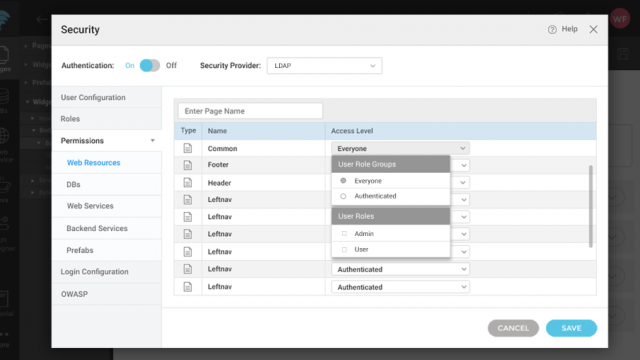 Security
Help
WF
Authentication: On Off Security Provider: LDAP
User Configuration
Roles
Permissions
Web Resources
DBs
Web Services
Backend Services
Prefabs
Login Configuration
OWASP
Enter Page Name
Type Name Access Level
Common Everyone
Footer
Header
Leftnav
Leftnav
Leftnav
Leftnav
Leftnav Authenticated
Leftnav Authenticated
User Role Groups
Everyone
Authenticated
User Roles
Admin
User
CANCEL SAVE